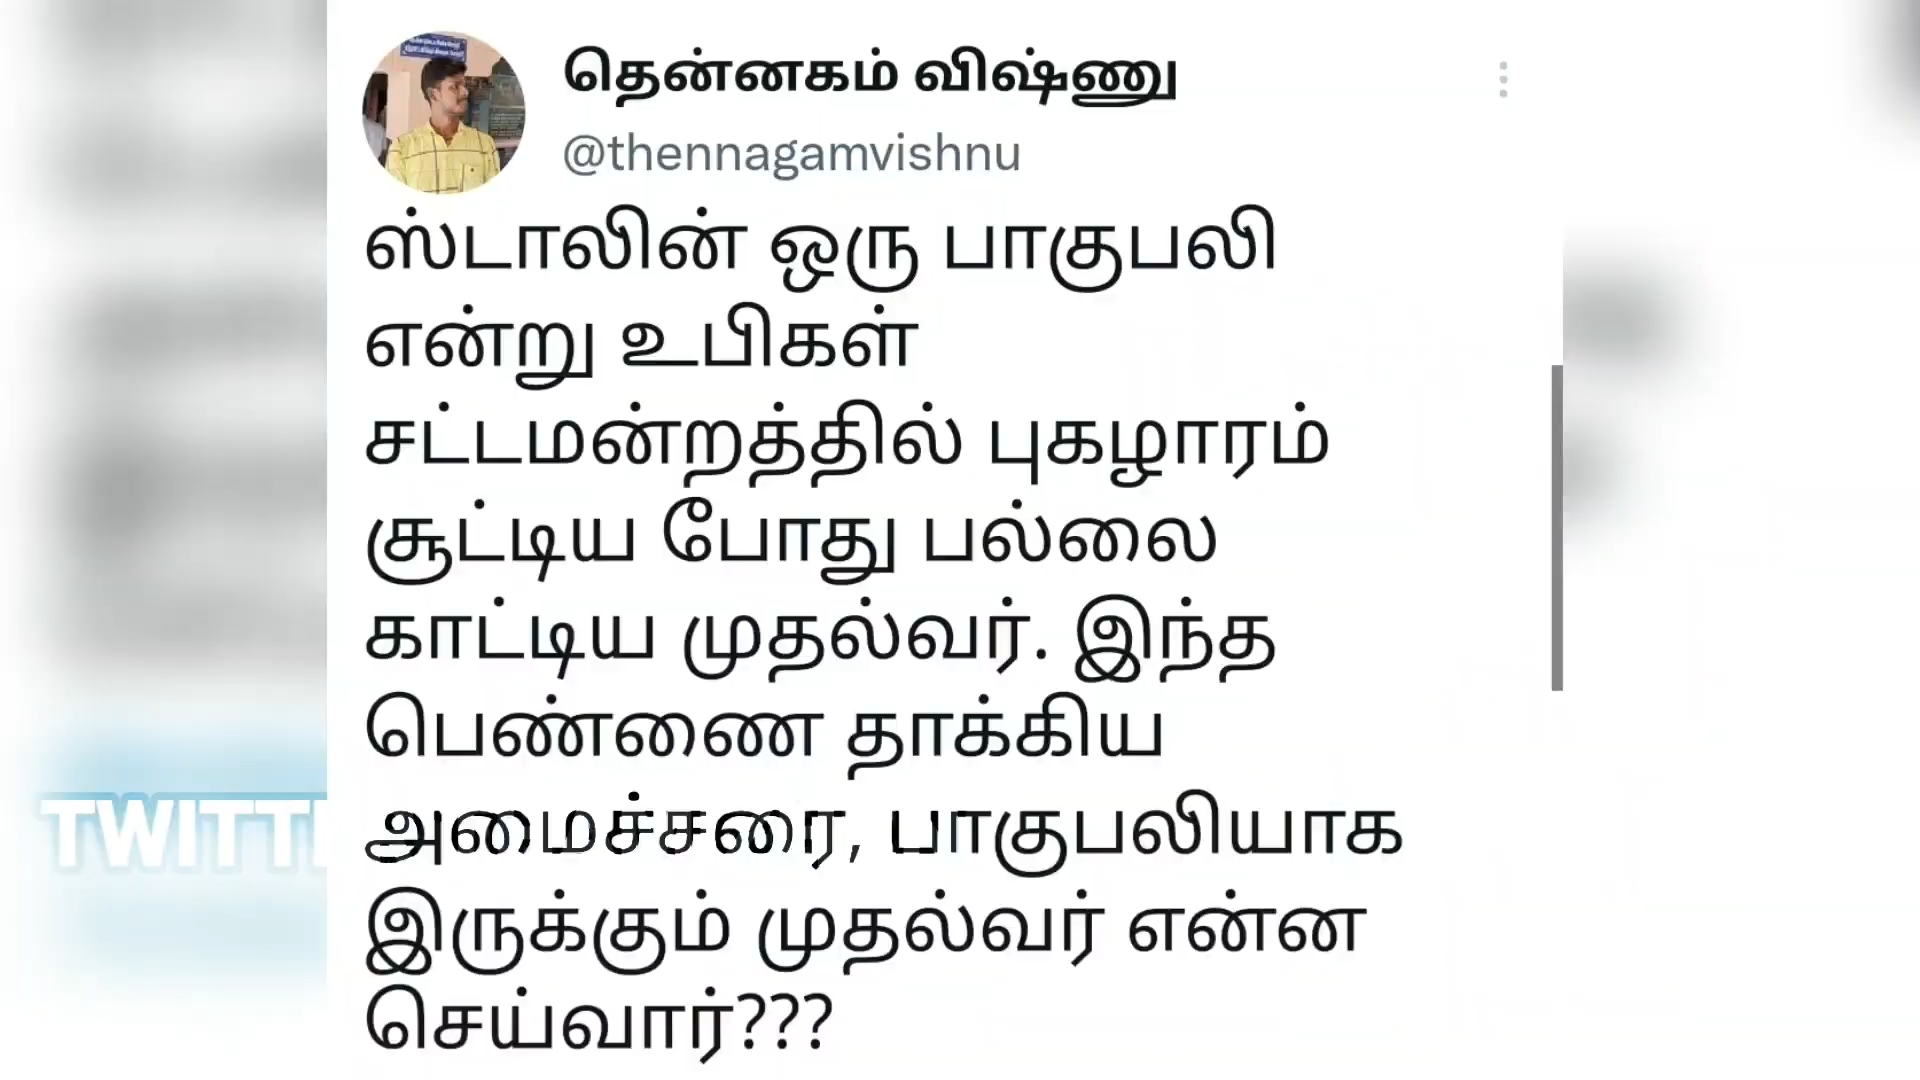 தென்னகம் விஷ்ணு
@thennagamvishnu
ஸ்டாலின் ஒரு பாகுபலி
என்று உபிகள்
சட்டமன்றத்தில் புகழாரம்
சூட்டிய போது பல்லை
காட்டிய முதல்வர். இந்த
பெண்ணை தாக்கிய
அமைச்சரை, பாகுபலியாக
இருக்கும் முதல்வர் என்ன
செய்வார்???
TWITT